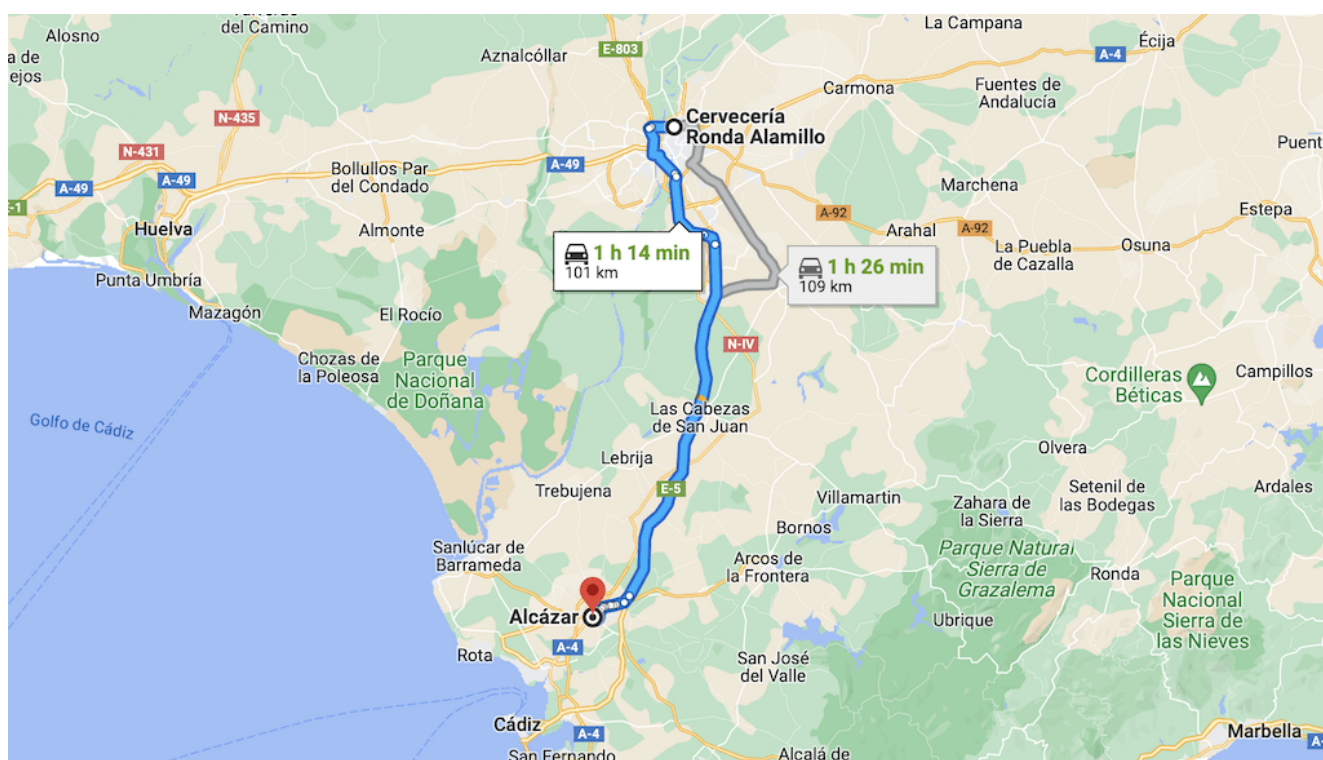 del Camino
La Campana
Alosno
Écija
E-803
A-4
Aznalcóllar
ejos
Carmona
Fuentes de
Andalucía
N-435
Cervecería
Ronda Alamillo
N-431
A-49
Bollullos Par
del Condado
A-49
A-49
Marchena
A-92
Estepa
Huelva
Almonte
Arahal
A-92
1 h 14 min
101 km
La Puebla
de Cazalla
Osuna
1 h 26 min
109 km
Punta Umbría
Mazagón
El Rocío
N-IV
Chozas de
la Poleosa
Parque
Nacional
de Doñana
Cordilleras
Béticas
Campillos
Golfo de Cádiz
Las Cabezas
de San Juan
Olvera
Lebrija
Trebujena
E-5
Villamartin
Setenil de
las Bodegas
Ardales
Zahara de
la Sierra
Bornos
Sanlúcar de
Barrameda
Arcos de
la Frontera
Parque Natural
Sierra de
Grazalema
Ronda
Parque
Nacional
Sierra de
las Nieves
Alcázar
Ubrique
A-4
Rota
San José
del Valle
Cádiz
A-4
Marbella
San Fernando
Alcalá de